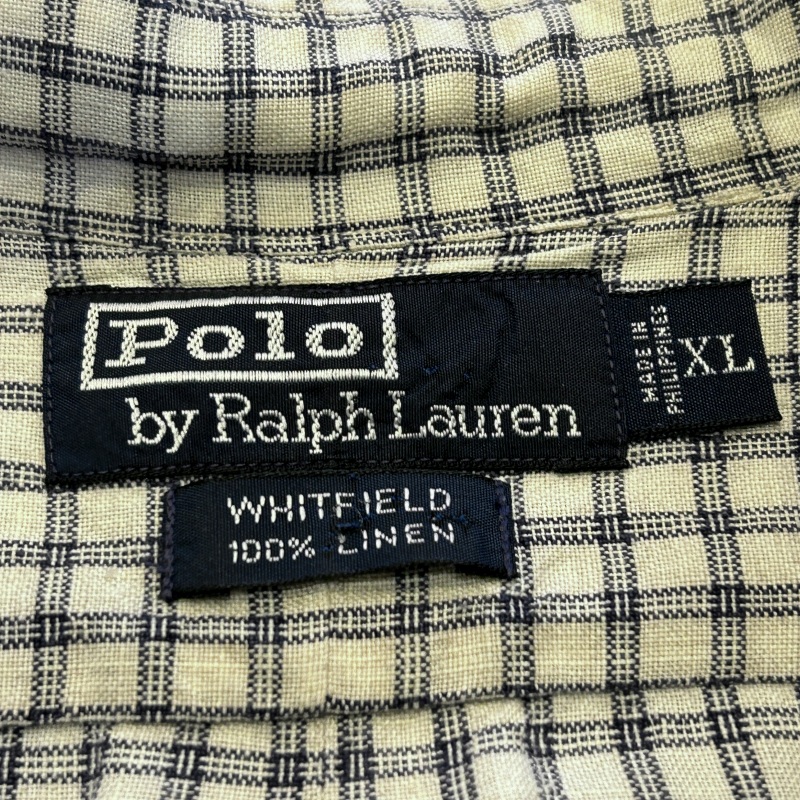 Polo
by Ralph Lauren
MADE IN
PHILIPPINES
XL
WHITFIELD
100% LINEN